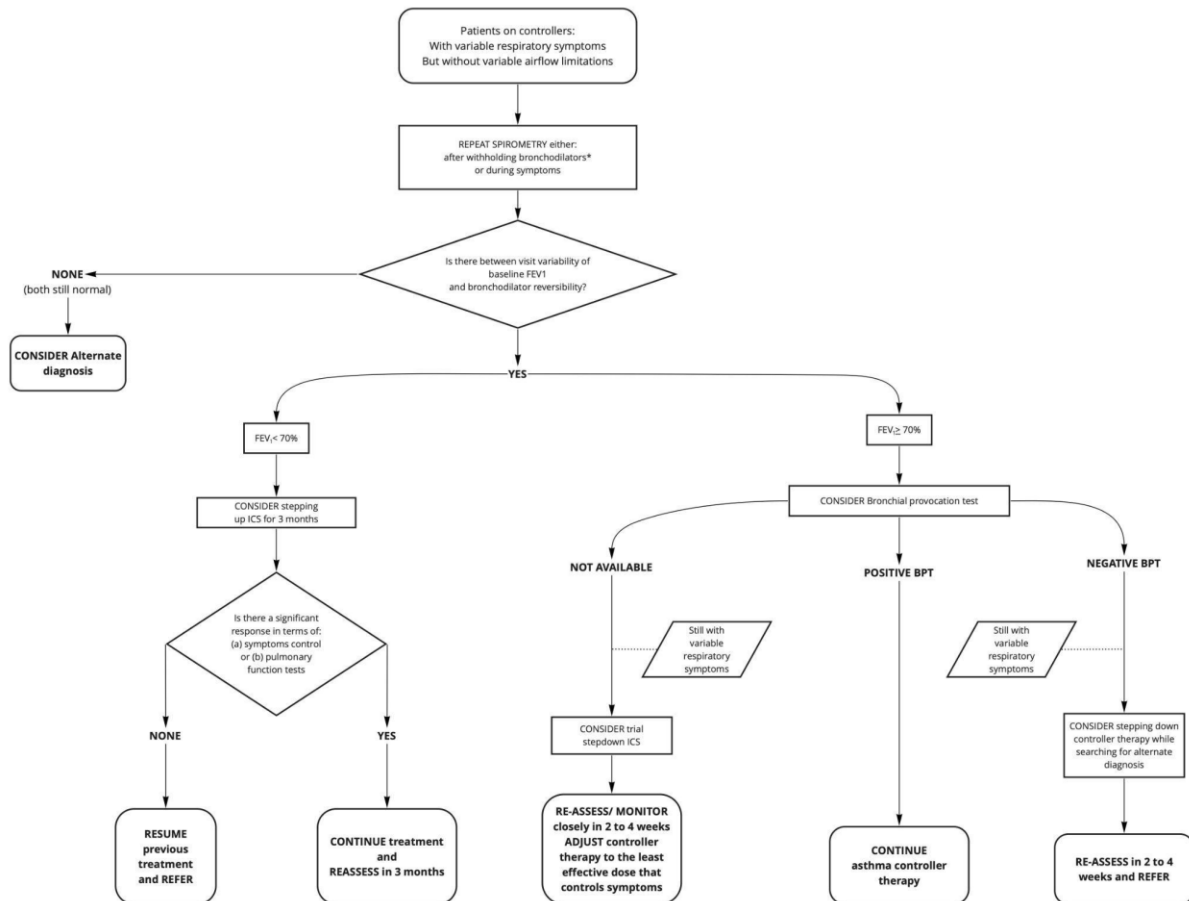 Patients on controllers:
With variable respiratory symptoms
But without variable airflow limitations
REPEAT SPIROMETRY either:
after withholding bronchodilators*
or during symptoms
Is there between visit variability of
baseline FEV1
and bronchodilator reversibility?
NONE
(both still normal)
CONSIDER Alternate
diagnosis
YES
FEV₁< 70%
FEV₁≥ 70%
CONSIDER stepping
up ICS for 3 months
CONSIDER Bronchial provocation test
NOT AVAILABLE
POSITIVE BPT
NEGATIVE BPT
Is there a significant
response in terms of:
(a) symptoms control
or (b) pulmonary
function tests
Still with
variable
respiratory
symptoms
Still with
variable
respiratory
symptoms
NONE
YES
CONSIDER trial
stepdown ICS
CONSIDER stepping down
controller therapy while
searching for alternate
diagnosis
RESUME
previous
treatment
and REFER
CONTINUE treatment
and
REASSESS in 3 months
RE-ASSESS/ MONITOR
closely in 2 to 4 weeks
ADJUST controller
therapy to the least
effective dose that
controls symptoms
CONTINUE
asthma controller
therapy
RE-ASSESS in 2 to 4
weeks and REFER